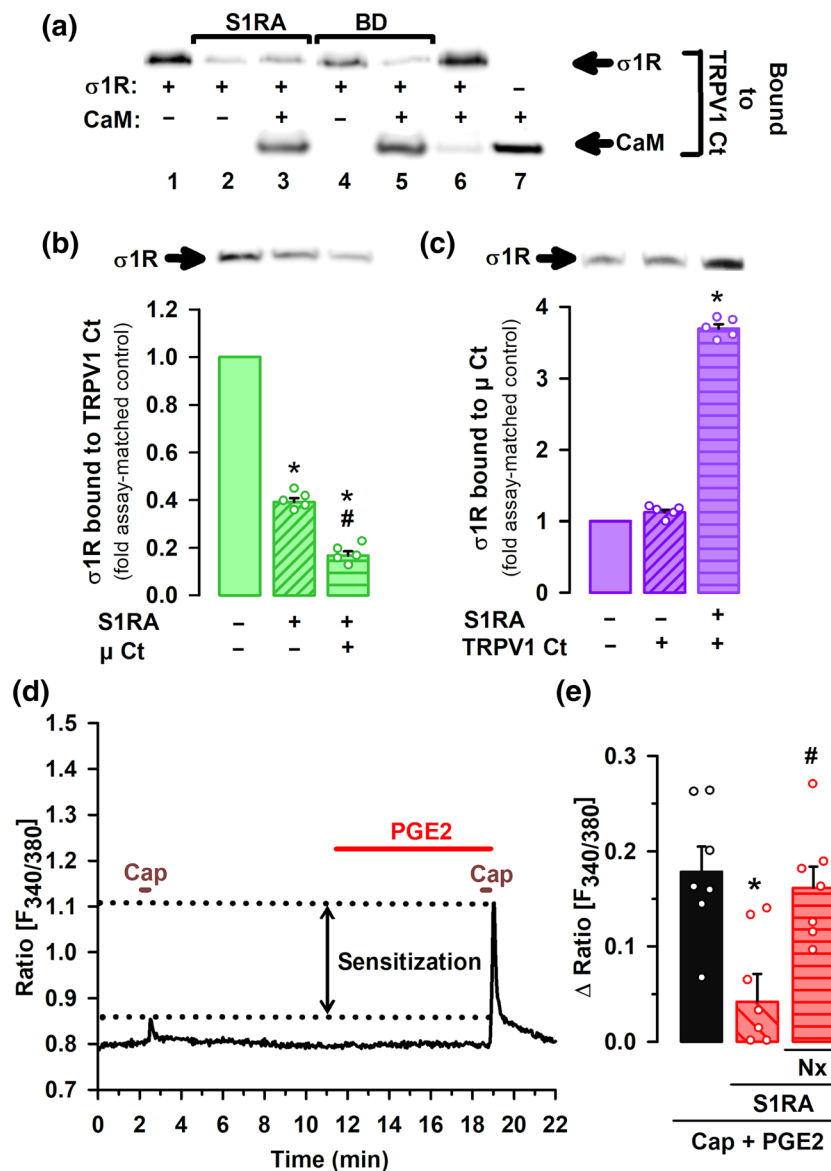 (a)
S1RA BD
σ1R
σ1R: + + + + + + –
CaM: – – + – + + +
CaM
1 2 3 4 5 6 7
Bound to TRPV1 Ct
(b)
σ1R
σ1R bound to TRPV1 Ct
(fold assay-matched control)
1.2
1.0
0.8
0.6
0.4
0.2
0.0
*
*
#
S1RA – + +
μ Ct – – +
(c)
σ1R
σ1R bound to μ Ct
(fold assay-matched control)
4
3
2
1
0
*
S1RA – – +
TRPV1 Ct – + +
(d)
Ratio [F340/380]
1.5
1.4
1.3
1.2
1.1
1.0
0.9
0.8
0.7
PGE2
Cap Cap
Sensitization
0 2 4 6 8 10 12 14 16 18 20 22
Time (min)
(e)
Δ Ratio [F340/380]
0.3
0.2
0.1
0.0
*
#
Nx
S1RA
Cap + PGE2